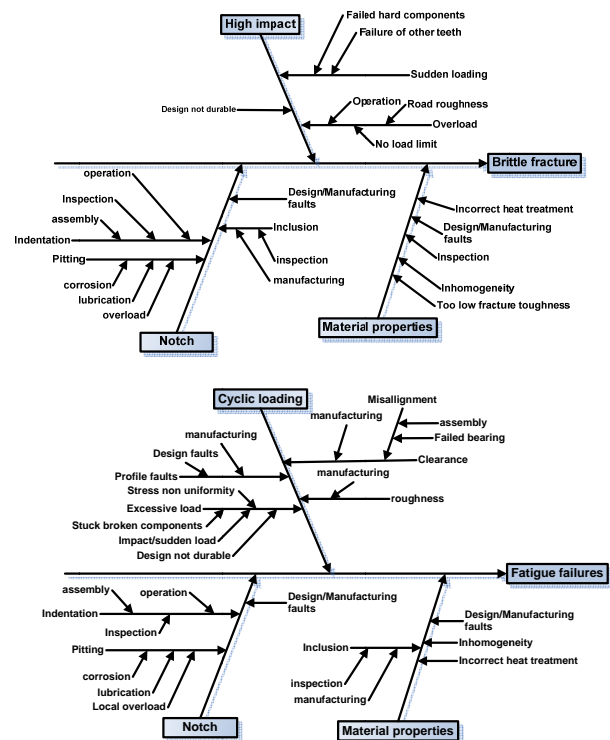 High impact
Failed hard components
Failure of other teeth
Sudden loading
Design not durable
Operation
Road roughness
Overload
No load limit
Brittle fracture
operation
Inspection
assembly
Indentation
Pitting
corrosion
lubrication
overload
Design/Manufacturing
faults
Inclusion
inspection
manufacturing
Notch
Incorrect heat treatment
Design/Manufacturing
faults
Inspection
Inhomogeneity
Too low fracture toughness
Material properties
Cyclic loading
Misallignment
manufacturing
assembly
Failed bearing
Clearance
manufacturing
Design faults
Profile faults
manufacturing
roughness
Stress non uniformity
Excessive load
Stuck broken components
Impact/sudden load
Design not durable
Fatigue failures
assembly
operation
Indentation
Inspection
Design/Manufacturing
faults
Pitting
corrosion
lubrication
Local overload
Notch
Design/Manufacturing
faults
Inclusion
Inhomogeneity
Incorrect heat treatment
inspection
manufacturing
Material properties